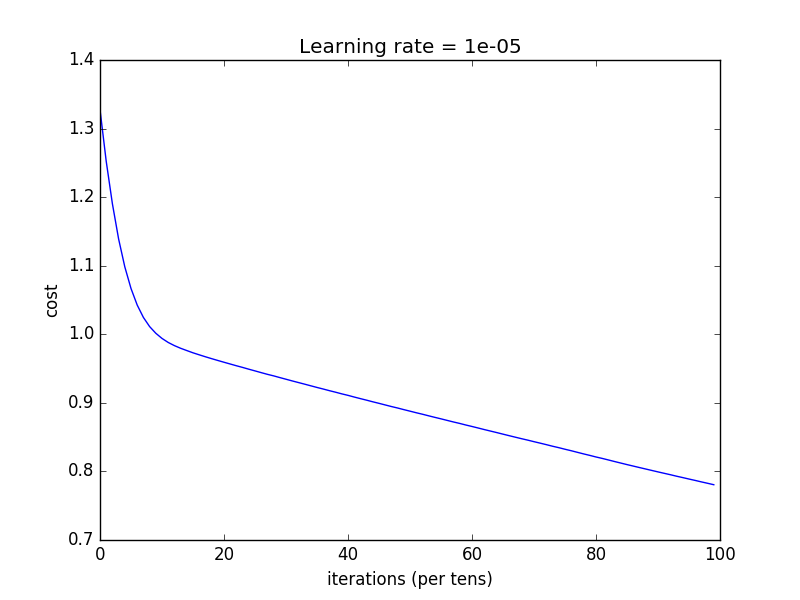 Learning rate = 1e-05
1.4
1.3
1.2
1.1
1.0
0.9
0.8
0.7
cost
0 20 40 60 80 100
iterations (per tens)